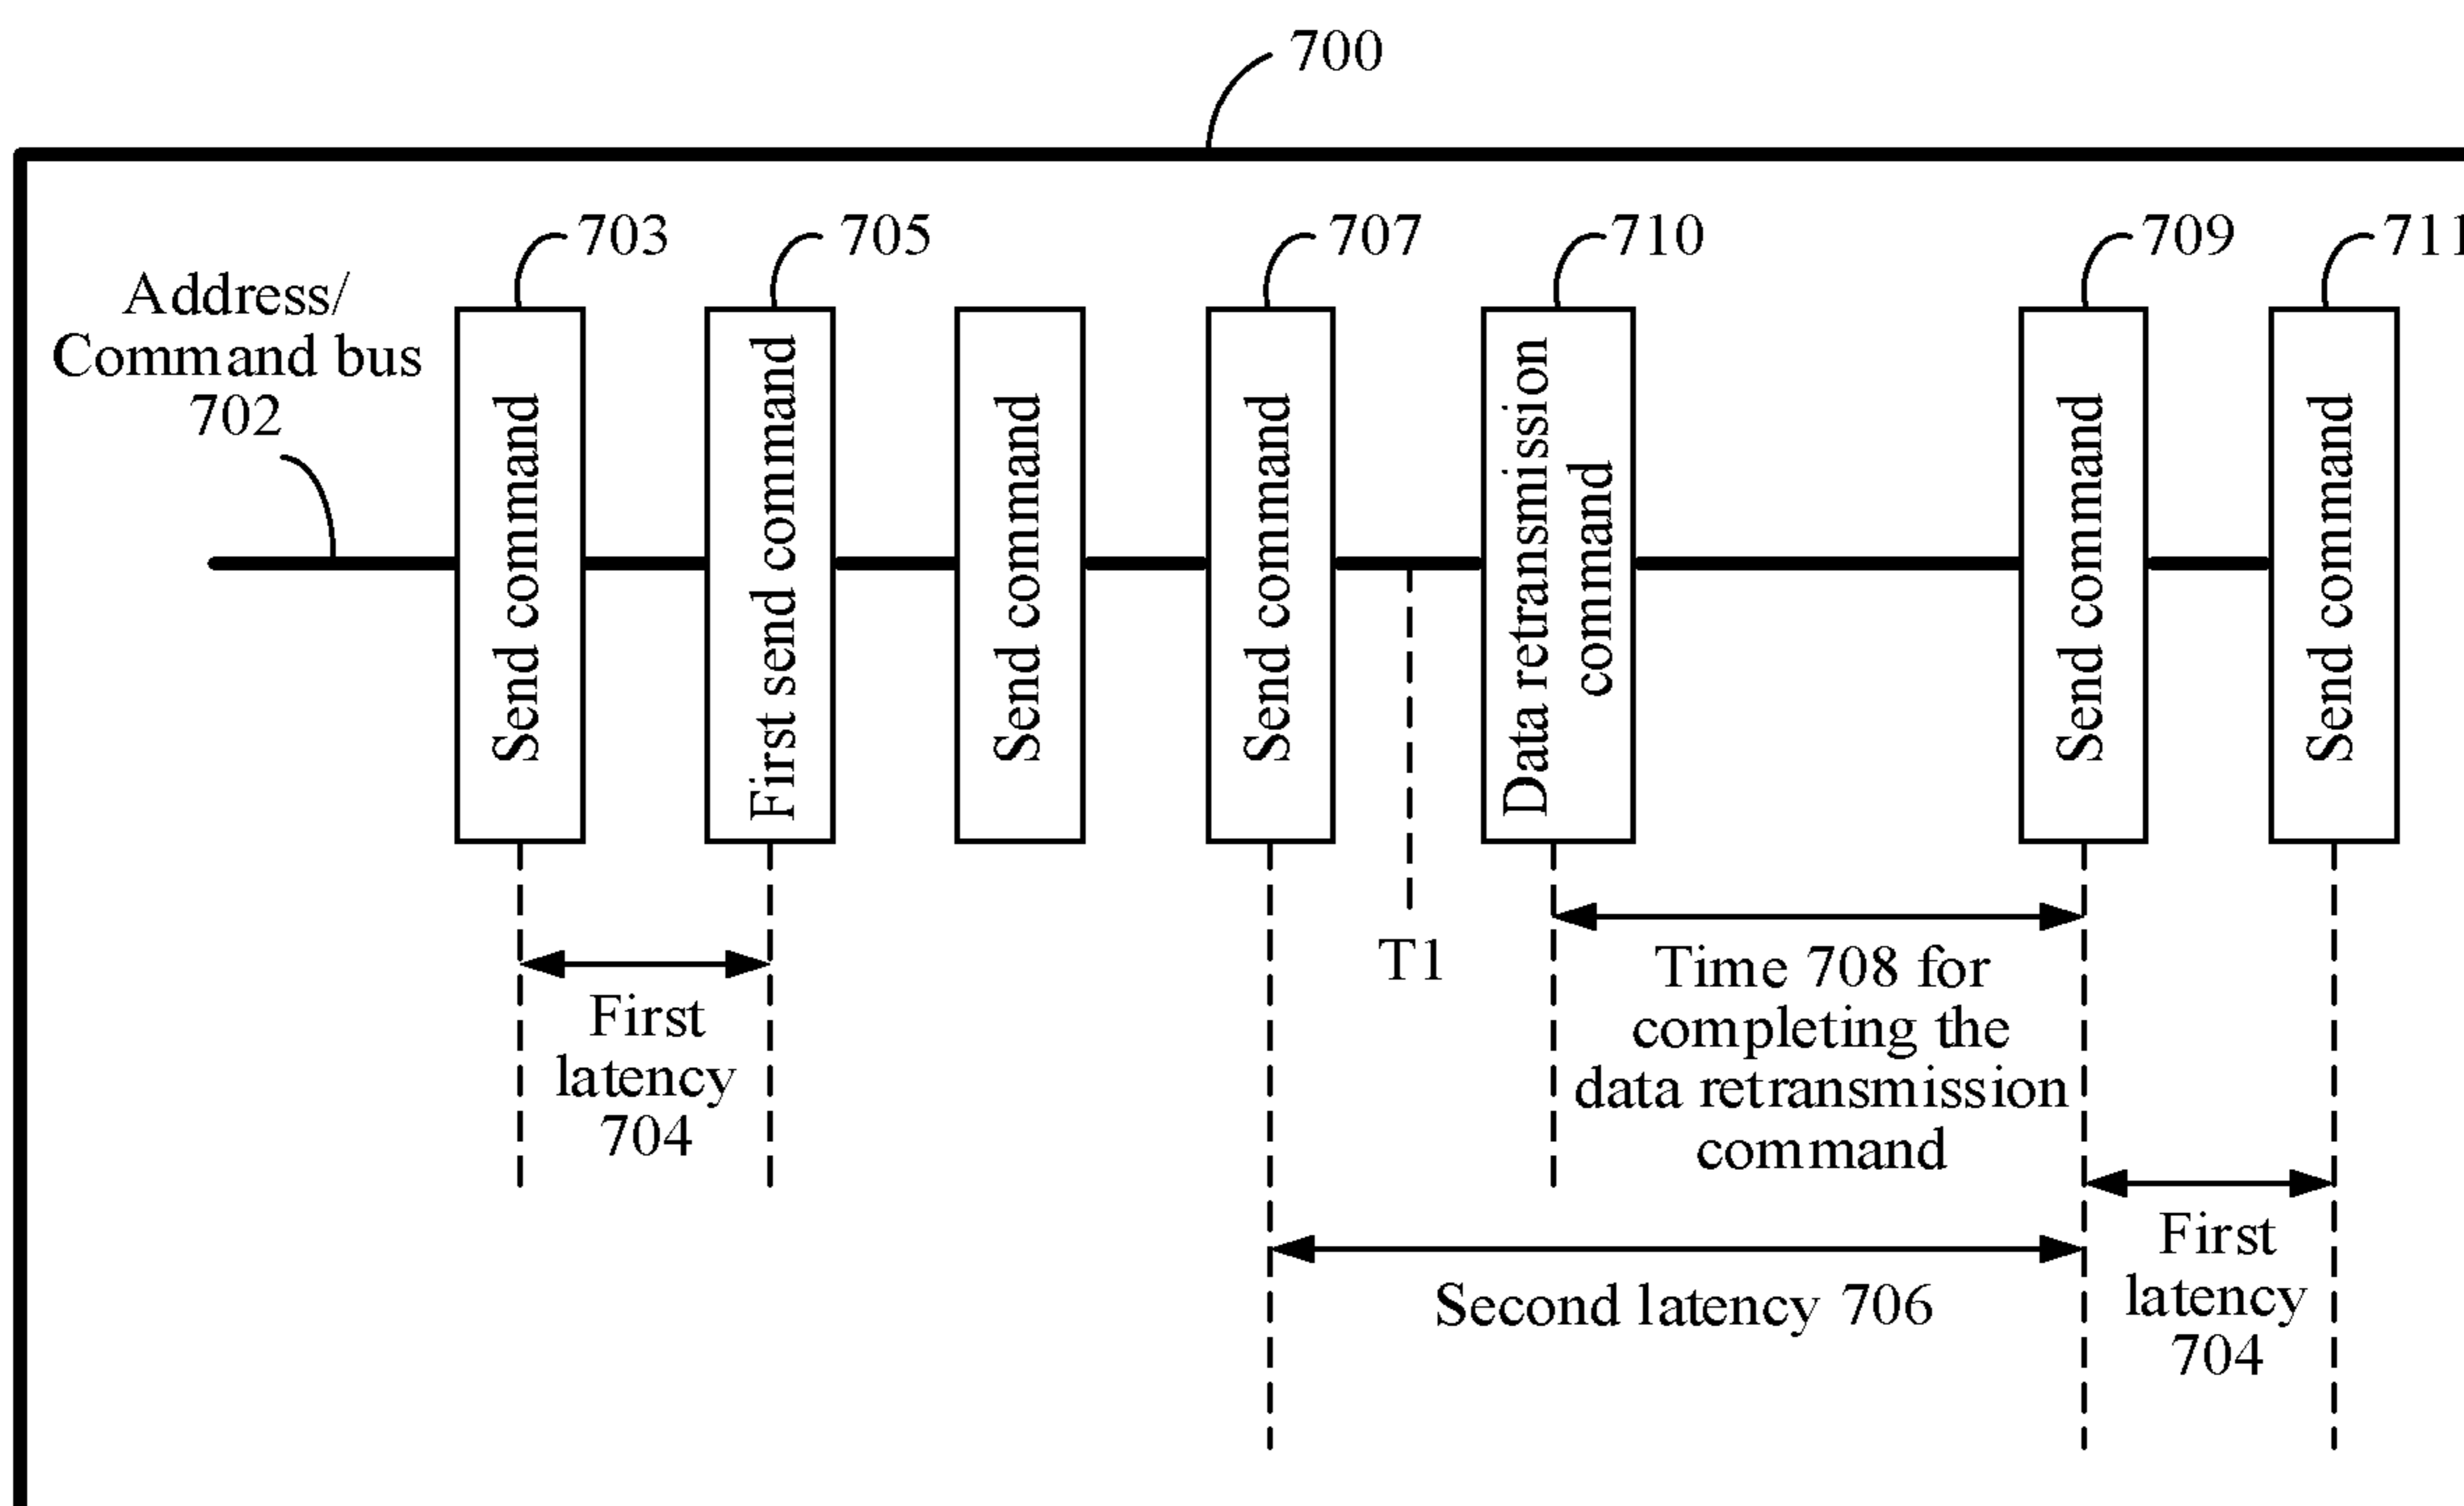 700
703
705
707
710
709
711
Address/
Command bus
702
Send command
First send command
Send command
Send command
Data retransmission
command
Send command
Send command
T1
First
latency
704
Time 708 for
completing the
data retransmission
command
Second latency 706
First
latency
704